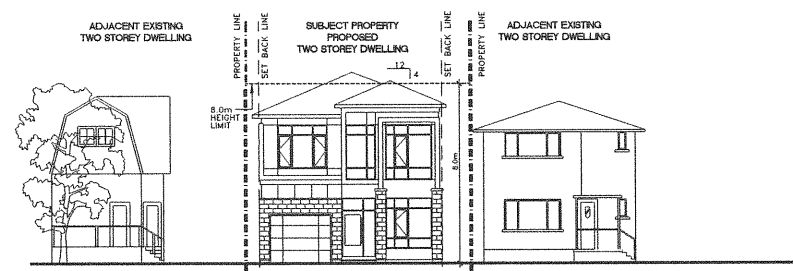 ADJACENT EXISTING
TWO STOREY DWELLING
PROPERTY LINE
SET BACK LINE
SUBJECT PROPERTY
PROPOSED
TWO STOREY DWELLING
SET BACK LINE
PROPERTY LINE
ADJACENT EXISTING
TWO STOREY DWELLING
12
4
8.0m
HEIGHT
LIMIT
8.0m